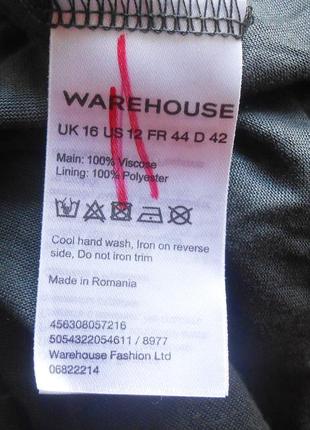 WAREHOUSE
UK 16 US 12 FR 44 D 42
Main: 100% Viscose
Lining: 100% Polyester
Cool hand wash, Iron on reverse
side, Do not iron trim
Made in Romania
456308057216
5054322054611 / 8977
Warehouse Fashion Ltd
06822214